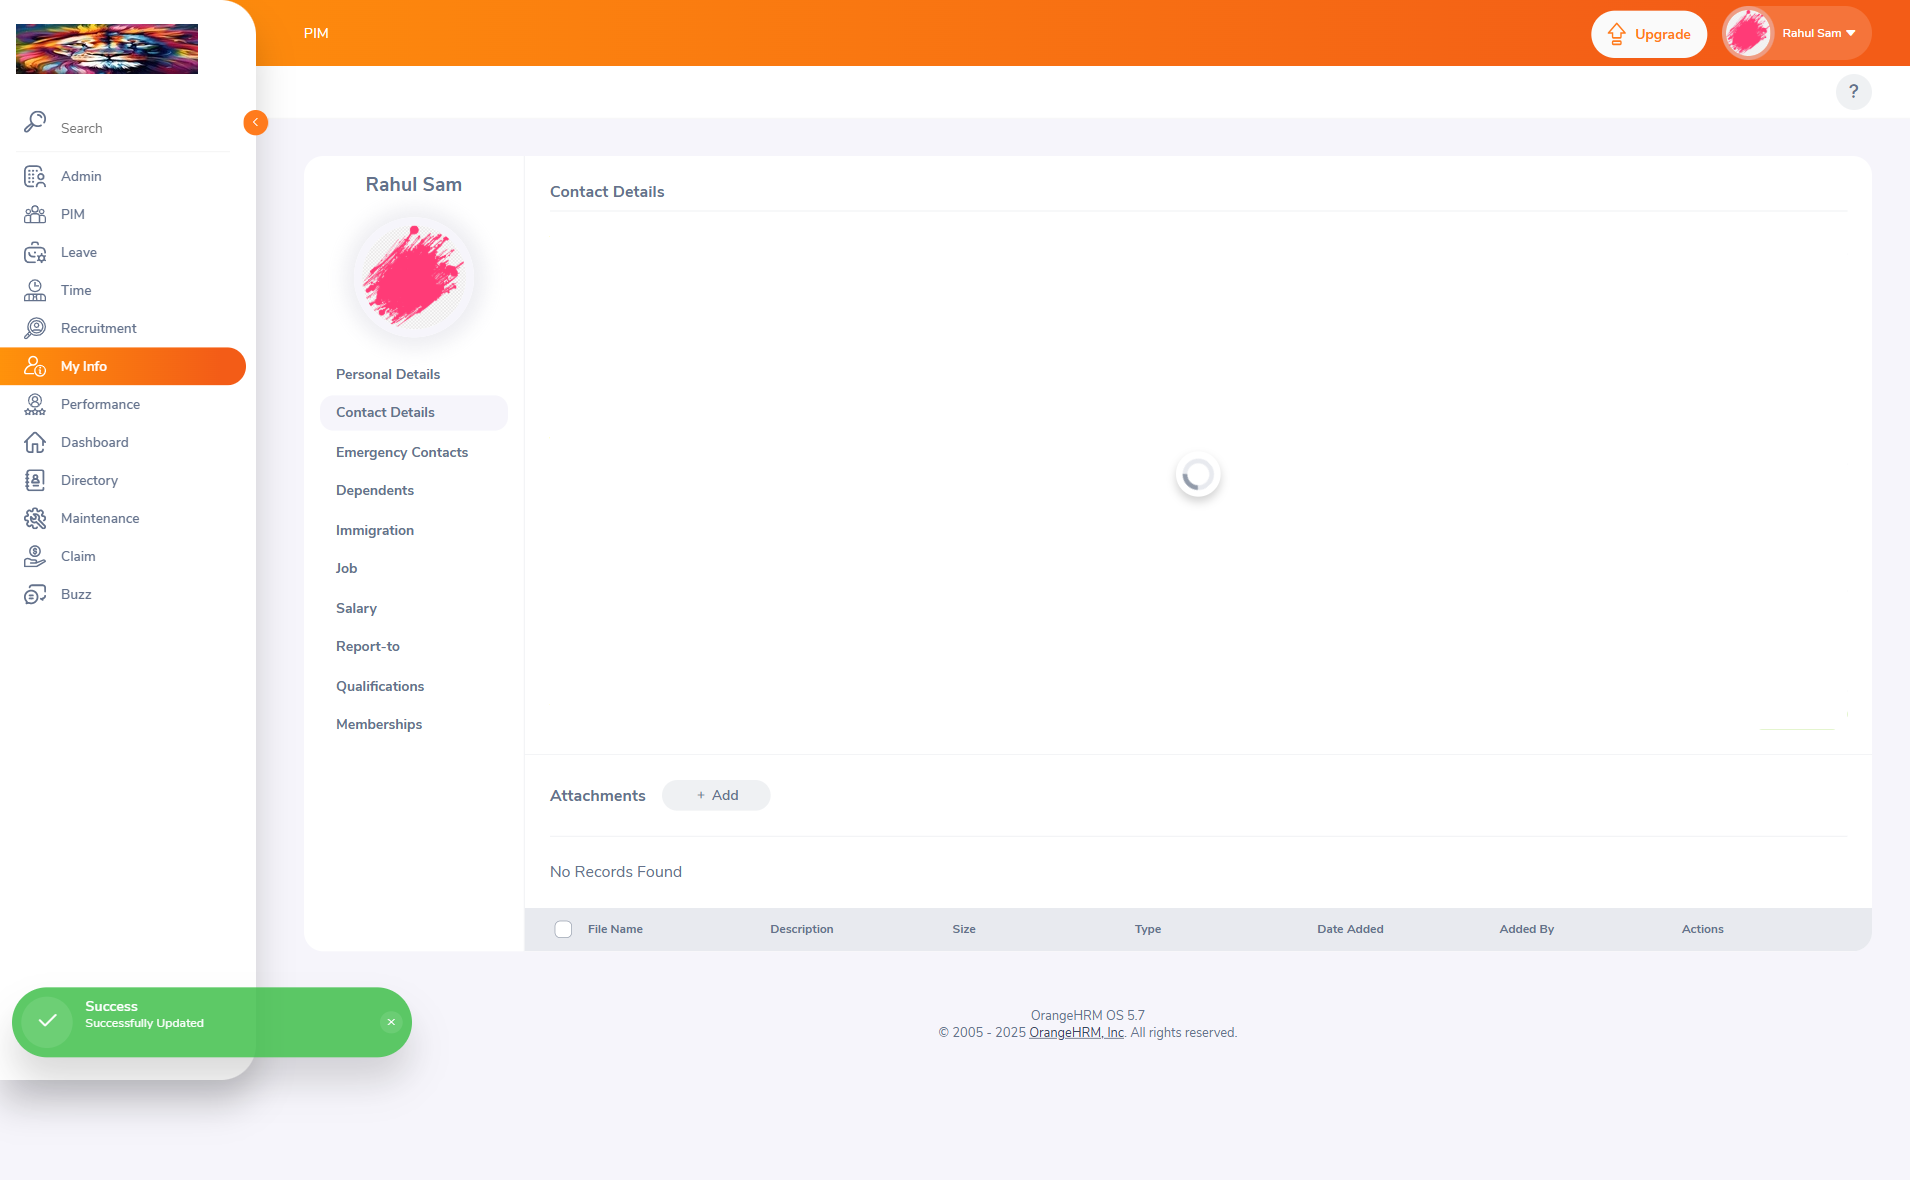 PIM
Upgrade
Rahul Sam
?
Search
Admin
PIM
Leave
Time
Recruitment
My Info
Performance
Dashboard
Directory
Maintenance
Claim
Buzz
Rahul Sam
Personal Details
Contact Details
Emergency Contacts
Dependents
Immigration
Job
Salary
Report-to
Qualifications
Memberships
Contact Details
Attachments
+ Add
No Records Found
File Name Description Size Type Date Added Added By Actions
Success
Successfully Updated
OrangeHRM OS 5.7
© 2005 - 2025 OrangeHRM, Inc. All rights reserved.